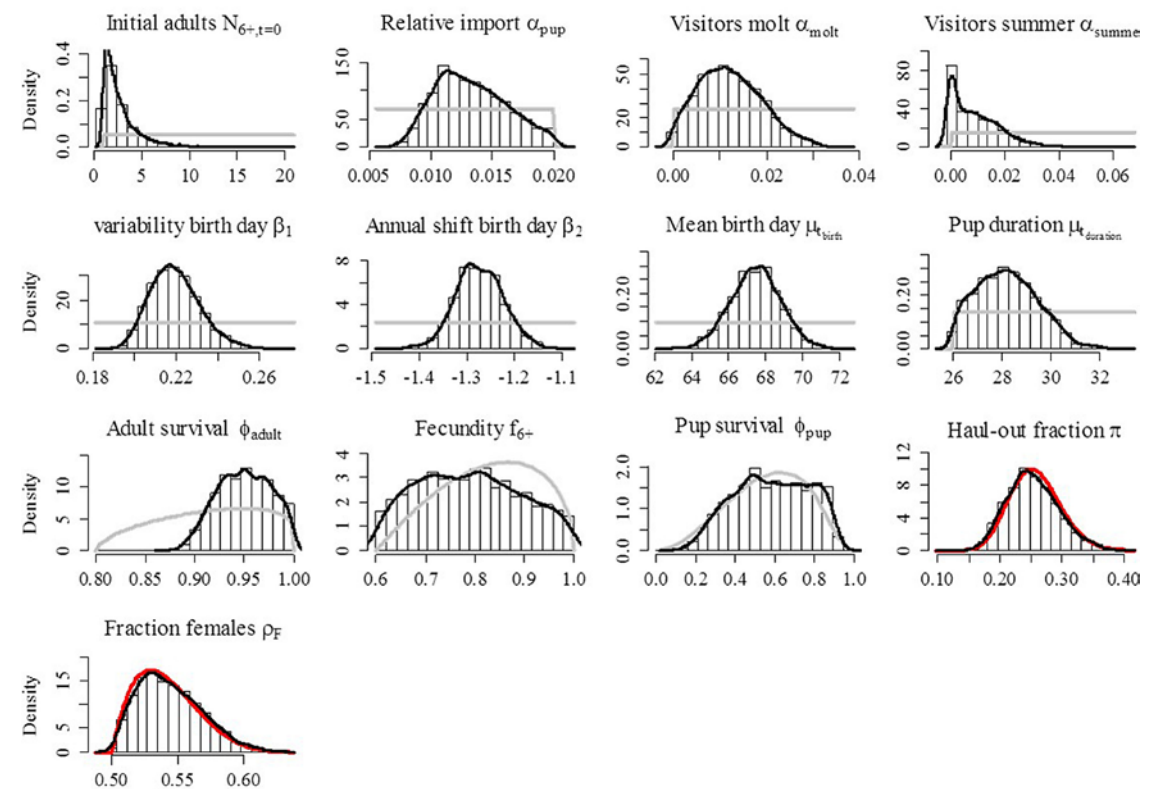 Initial adults N6+,t=0 Relative import αpup Visitors molt αmolt Visitors summer αsumme
Density
0.0 0.2 0.4
0 5 10 15 20
0 50 150
0.005 0.010 0.015 0.020
0 20 50
0.00 0.02 0.04
0 40 80
0.00 0.02 0.04 0.06
variability birth day β1 Annual shift birth day β2 Mean birth day μtbirth Pup duration μtduration
Density
0 20
0.18 0.22 0.26
0 4 8
-1.5 -1.4 -1.3 -1.2 -1.1
0.00 0.20
62 64 66 68 70 72
0.00 0.20
26 28 30 32
Adult survival ϕadult Fecundity f6+ Pup survival ϕpup Haul-out fraction π
Density
0 5 10
0.80 0.85 0.90 0.95 1.00
0 1 2 3 4
0.6 0.7 0.8 0.9 1.0
0.0 1.0 2.0
0.0 0.2 0.4 0.6 0.8 1.0
0 4 8 12
0.10 0.20 0.30 0.40
Fraction females ρF
Density
0 5 15
0.50 0.55 0.60